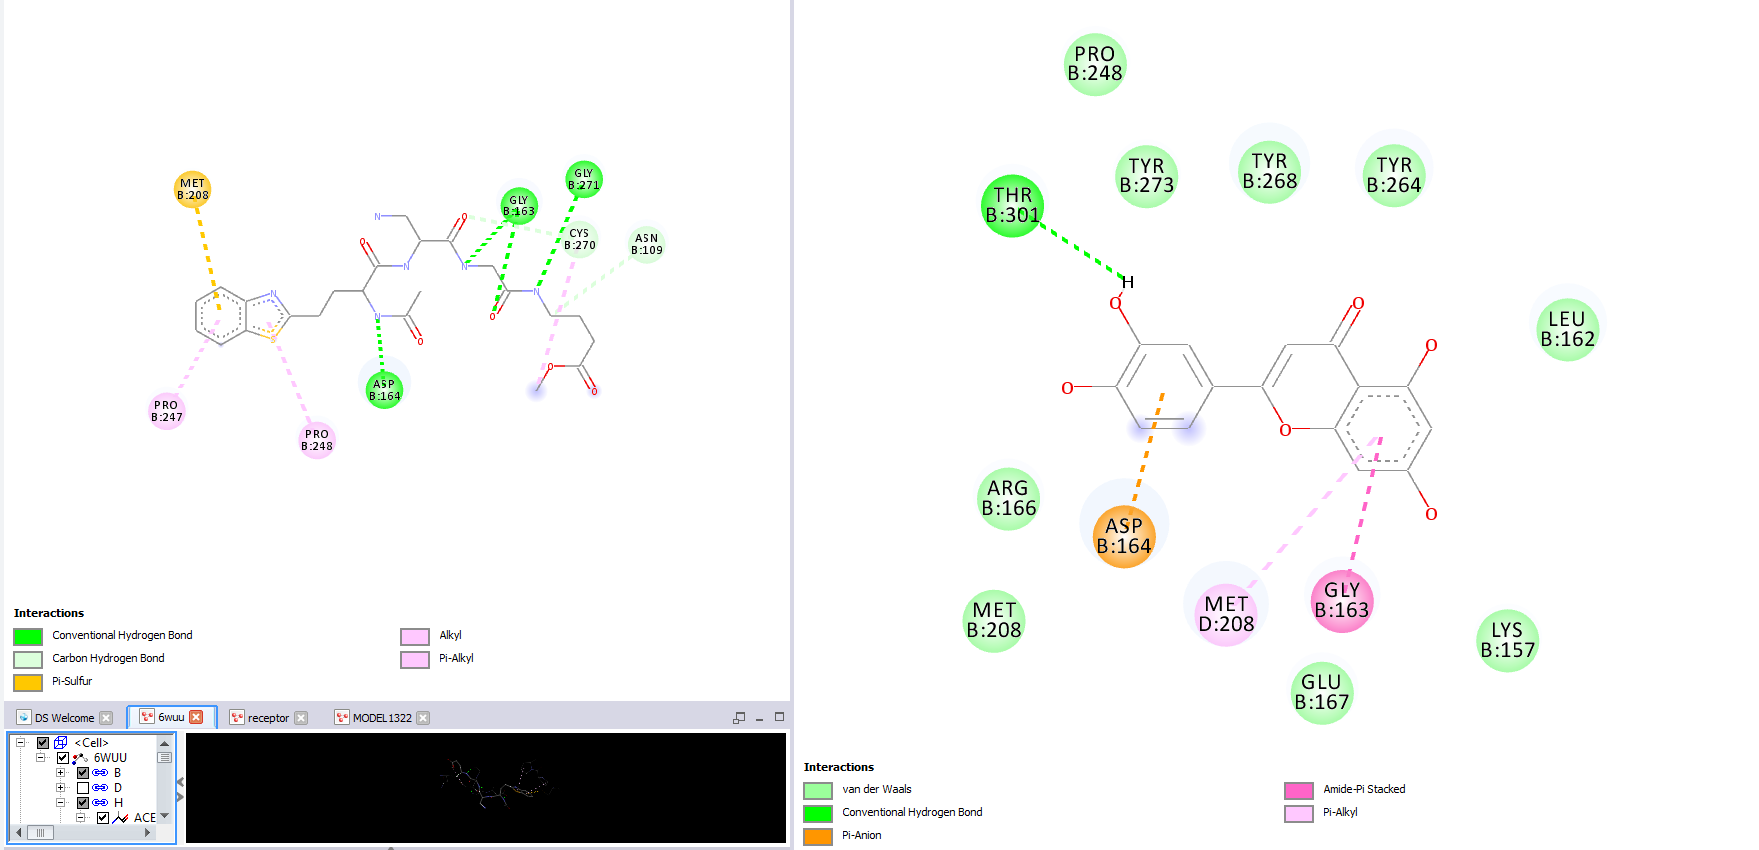 MET
B:208
GLY
B:271
GLY
B:163
CYS
B:270
ASN
B:109
N
O
O
N
N
N
O
N
N
S
O
O
O
O
ASP
B:164
PRO
B:247
PRO
B:248
Interactions
Conventional Hydrogen Bond
Carbon Hydrogen Bond
Pi-Sulfur
Alkyl
Pi-Alkyl
DS Welcome
6wuu
receptor
MODEL1322
<Cell>
6WUU
B
D
H
ACE
PRO
B:248
TYR
B:273
TYR
B:268
TYR
B:264
THR
B:301
H
O
O
O
O
O
O
LEU
B:162
ARG
B:166
ASP
B:164
MET
B:208
MET
D:208
GLY
B:163
LYS
B:157
GLU
B:167
Interactions
van der Waals
Conventional Hydrogen Bond
Pi-Anion
Amide-Pi Stacked
Pi-Alkyl